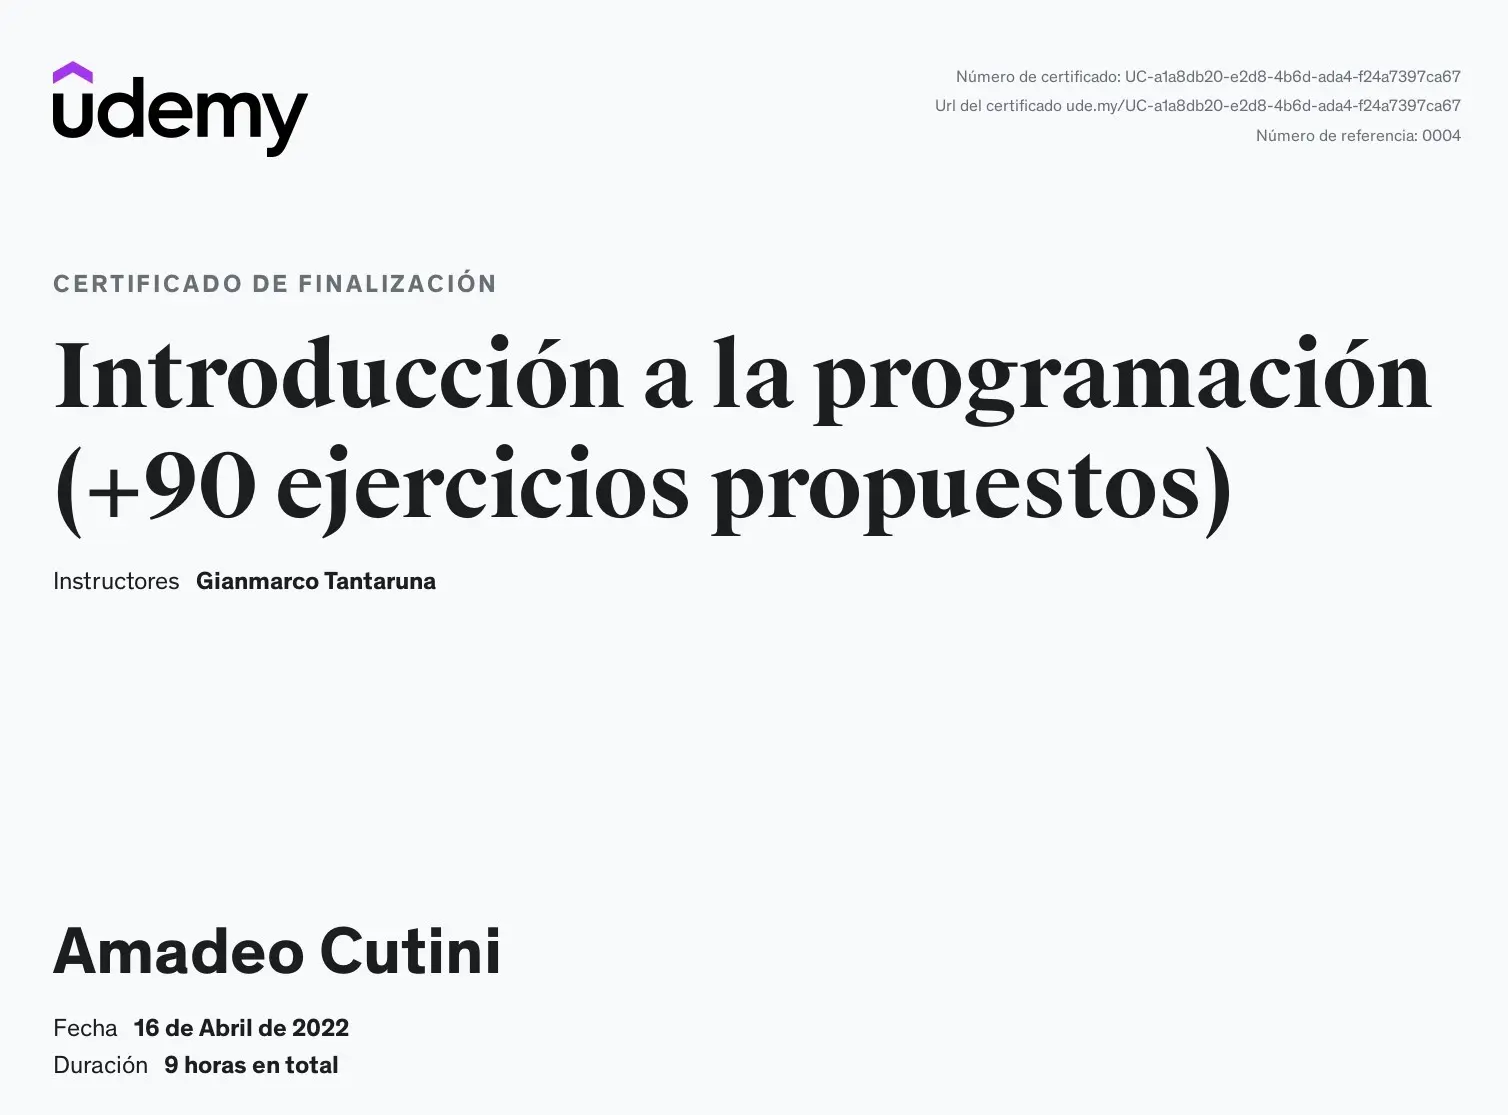 udemy
Número de certificado: UC-a1a8db20-e2d8-4b6d-ada4-f24a7397ca67
Url del certificado ude.my/UC-a1a8db20-e2d8-4b6d-ada4-f24a7397ca67
Número de referencia: 0004
CERTIFICADO DE FINALIZACIÓN
Introducción a la programación
(+90 ejercicios propuestos)
Instructores Gianmarco Tantaruna
Amadeo Cutini
Fecha 16 de Abril de 2022
Duración 9 horas en total